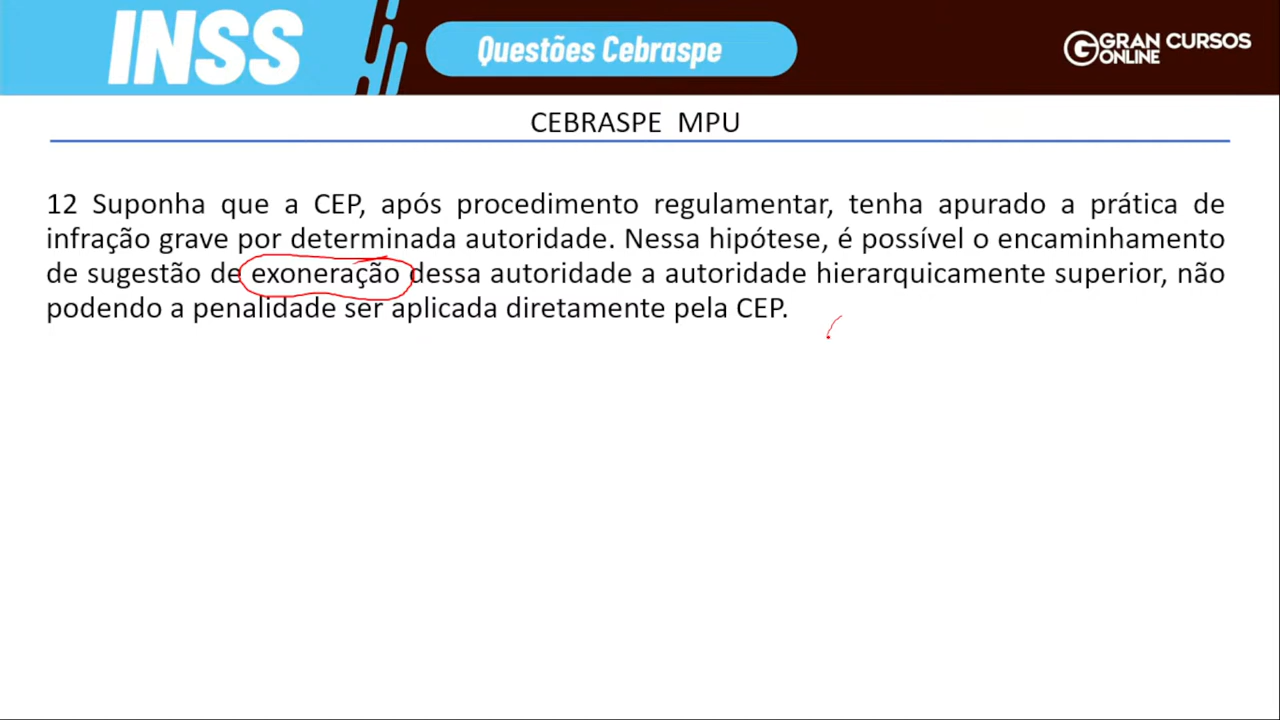 INSS
Questões Cebraspe
GRAN CURSOS
ONLINE
CEBRASPE MPU
12 Suponha que a CEP, após procedimento regulamentar, tenha apurado a prática de
infração grave por determinada autoridade. Nessa hipótese, é possível o encaminhamento
de sugestão de exoneração dessa autoridade a autoridade hierarquicamente superior, não
podendo a penalidade ser aplicada diretamente pela CEP.